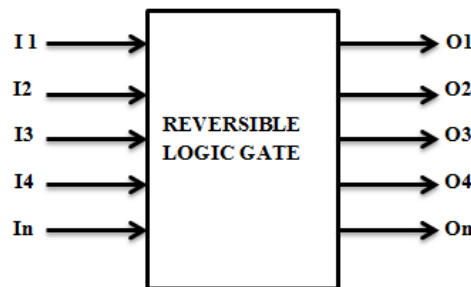 I 1
O1
I2
O2
I3
REVERSIBLE
LOGIC GATE
O3
I4
O4
In
On